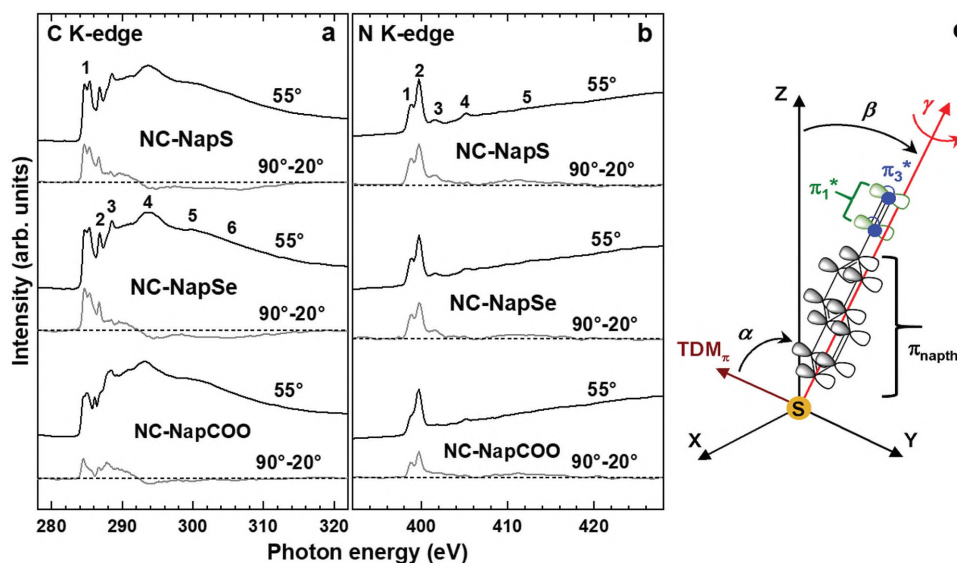 C K-edge
a
1
55°
NC-NapS
90°-20°
2
3
4
5
6
55°
NC-NapSe
90°-20°
55°
NC-NapCOO
90°-20°
280
290
300
310
320
Intensity (arb. units)
N K-edge
b
1
2
3
4
5
55°
NC-NapS
90°-20°
55°
NC-NapSe
90°-20°
55°
NC-NapCOO
90°-20°
400
410
420
Photon energy (eV)
Z
β
γ
π1*
π3*
α
TDMπ
πnapth
S
X
Y